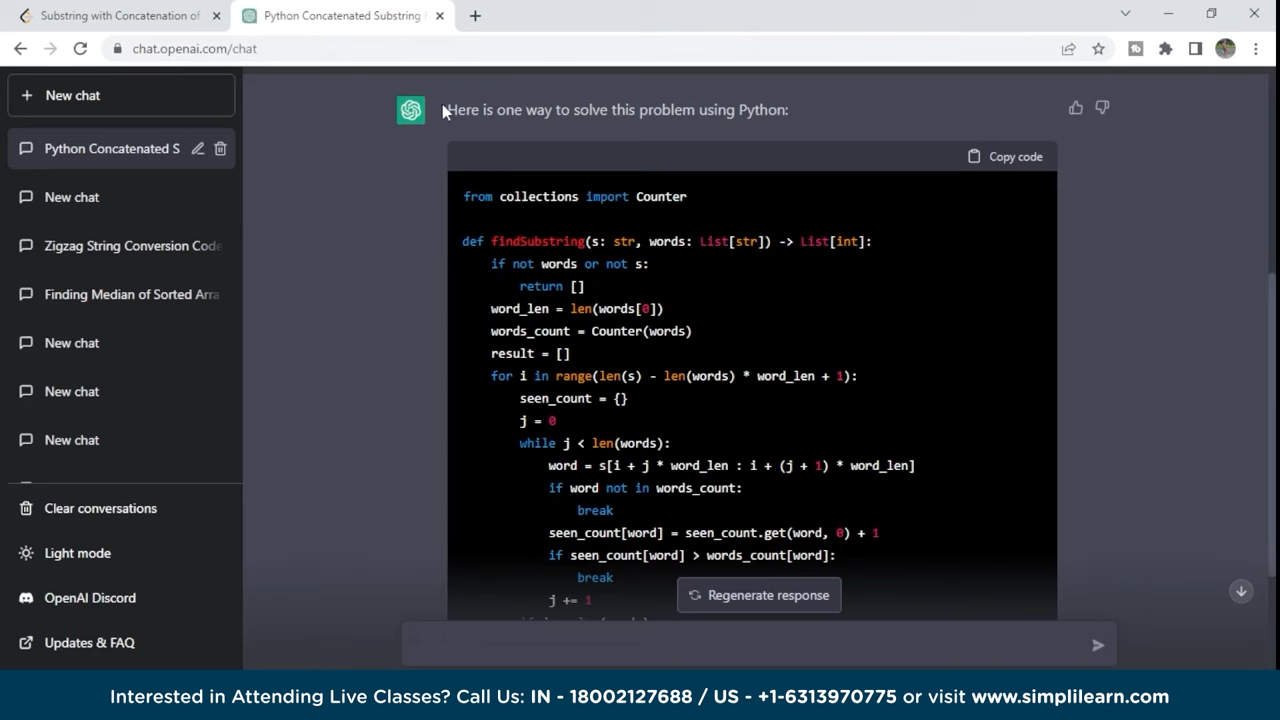 Substring with Concatenation of
Python Concatenated Substring
chat.openai.com/chat
New chat
Python Concatenated S
New chat
Zigzag String Conversion Code
Finding Median of Sorted Arra
New chat
New chat
New chat
Clear conversations
Light mode
OpenAI Discord
Updates & FAQ
Here is one way to solve this problem using Python:
Copy code
from collections import Counter
def findSubstring(s: str, words: List[str]) -> List[int]:
if not words or not s:
return []
word_len = len(words[0])
words_count = Counter(words)
result = []
for i in range(len(s) - len(words) * word_len + 1):
seen_count = {}
j = 0
while j < len(words):
word = s[i + j * word_len : i + (j + 1) * word_len]
if word not in words_count:
break
seen_count[word] = seen_count.get(word, 0) + 1
if seen_count[word] > words_count[word]:
break
j += 1
Regenerate response
Interested in Attending Live Classes? Call Us: IN - 18002127688 / US - +1-6313970775 or visit www.simplilearn.com